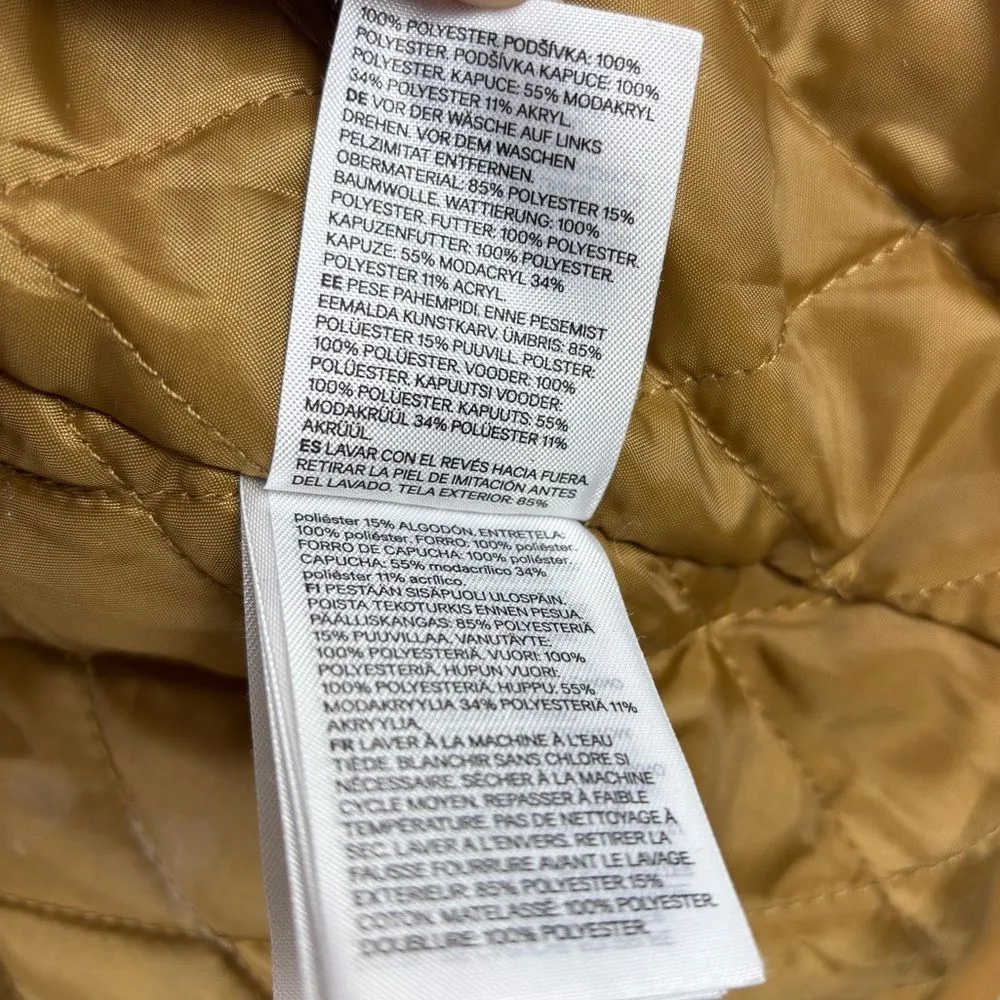 100% POLYESTER. PODŠÍVKA: 100%
POLYESTER. PODŠÍVKA KAPUCE: 100%
POLYESTER. KAPUCE: 55% MODAKRYL
34% POLYESTER 11% AKRYL.
DE VOR DER WÄSCHE AUF LINKS
DREHEN. VOR DEM WASCHEN
PELZIMITAT ENTFERNEN.
OBERMATERIAL: 85% POLYESTER 15%
BAUMWOLLE. WATTIERUNG: 100%
POLYESTER. FUTTER: 100% POLYESTER.
KAPUZENFUTTER: 100% POLYESTER.
KAPUZE: 55% MODACRYL 34%
POLYESTER 11% ACRYL.
EE PESE PAHEMPIDI. ENNE PESEMIST
EEMALDA KUNSTKARV. ÜMBRIS: 85%
POLÜESTER 15% PUUVILL. POLSTER:
100% POLÜESTER. VOODER: 100%
POLÜESTER. KAPUUTSI VOODER:
100% POLÜESTER. KAPUUTS: 55%
MODAKRÜÜL 34% POLÜESTER 11%
AKRÜÜL.
ES LAVAR CON EL REVÉS HACIA FUERA.
RETIRAR LA PIEL DE IMITACIÓN ANTES
DEL LAVADO. TELA EXTERIOR: 85%
poliéster 15% ALGODÓN. ENTRETELA:
100% poliéster. FORRO: 100% poliéster.
FORRO DE CAPUCHA: 100% poliéster.
CAPUCHA: 55% modacrílico 34%
poliéster 11% acrílico.
FI PESTÄÄN SISÄPUOLI ULOSPÄIN.
POISTA TEKOTURKIS ENNEN PESUA.
PÄÄLLISKANGAS: 85% POLYESTERIÄ
15% PUUVILLAA. VANUTÄYTE:
100% POLYESTERIÄ. VUORI: 100%
POLYESTERIÄ. HUPUN VUORI:
100% POLYESTERIÄ. HUPPU: 55%
MODAKRYYLIA 34% POLYESTERIÄ 11%
AKRYYLIA.
FR LAVER À LA MACHINE À L'EAU
TIÈDE. BLANCHIR SANS CHLORE SI
NÉCESSAIRE. SÉCHER À LA MACHINE
CYCLE MOYEN. REPASSER À FAIBLE
TEMPÉRATURE. PAS DE NETTOYAGE À
SEC. LAVER A L'ENVERS. RETIRER LA
FAUSSE FOURRURE AVANT LE LAVAGE.
EXTERIEUR: 85% POLYESTER 15%
COTON. MATELASSÉ: 100% POLYESTER.
DOUBLURE: 100% POLYESTER.